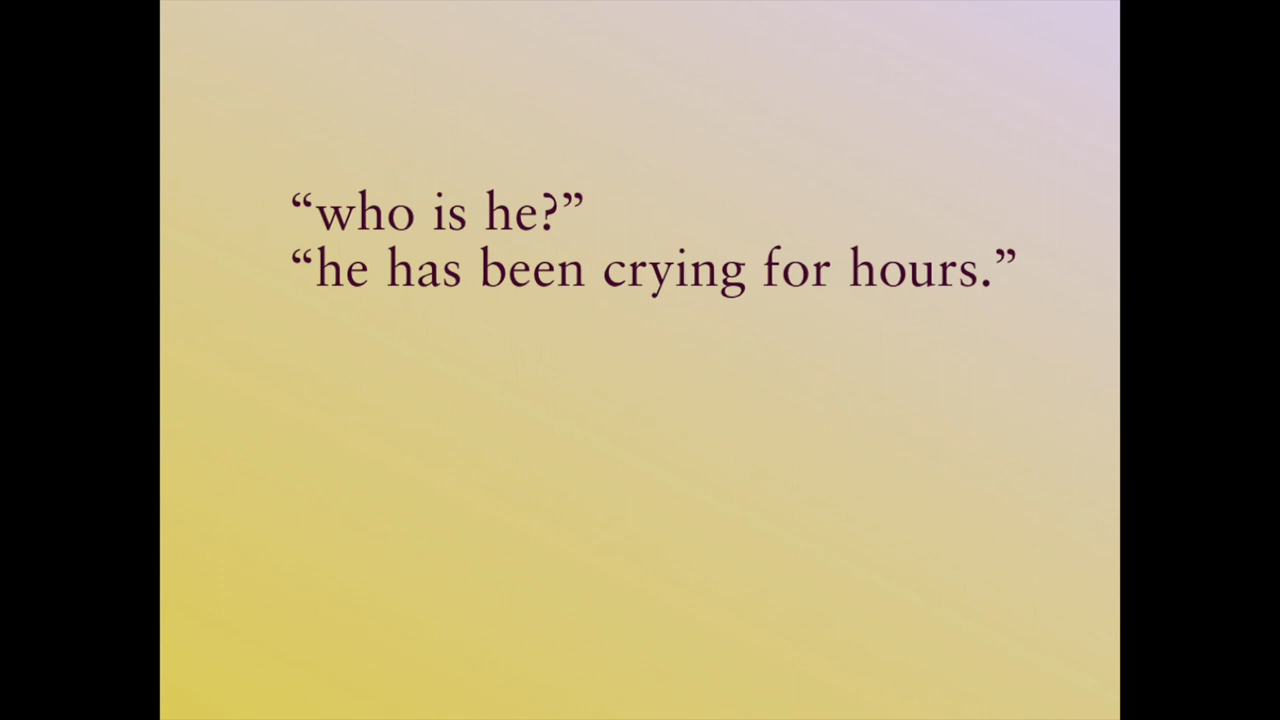 “who is he?”
“he has been crying for hours.”